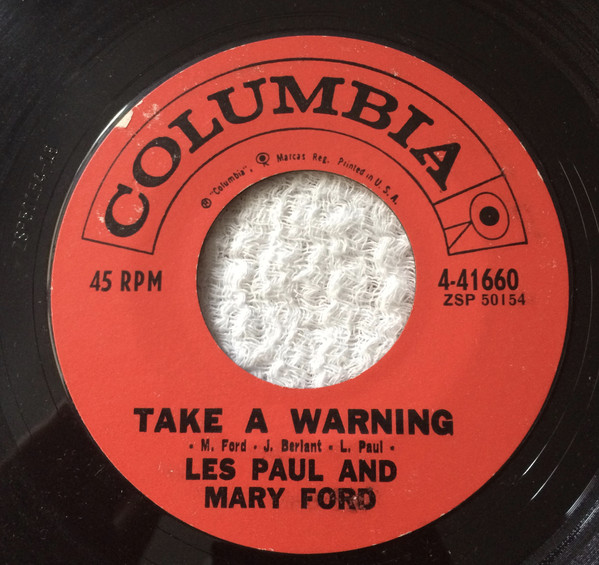 COLUMBIA
® "Columbia", Marcas Reg. Printed in U.S.A.
45 RPM
4-41660
ZSP 50154
TAKE A WARNING
• M. Ford • J. Berlant • L. Paul •
LES PAUL AND
MARY FORD